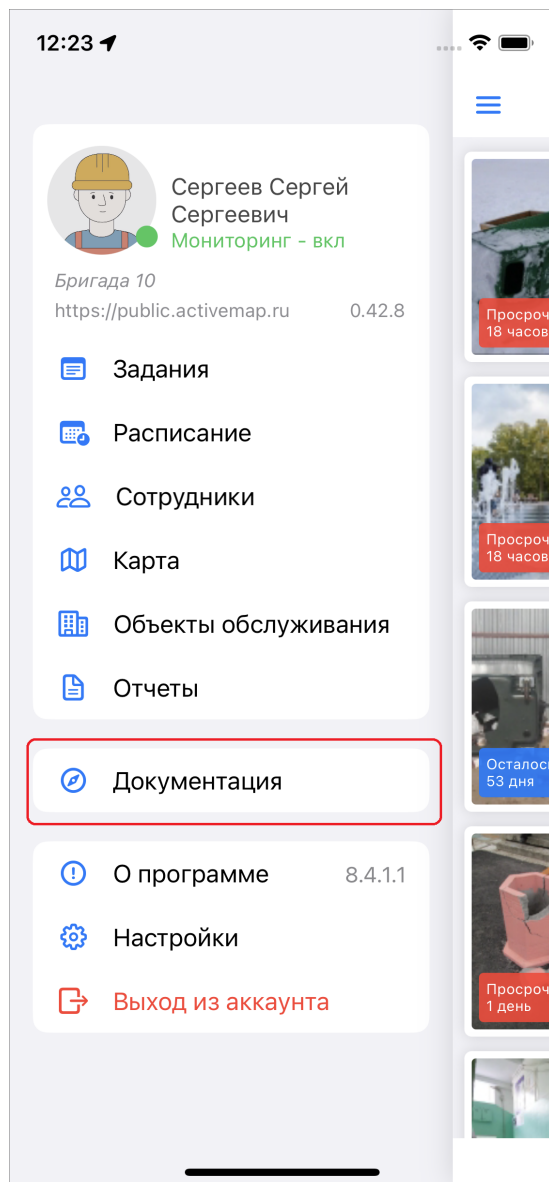 12:23
Сергеев Сергей
Сергеевич
Мониторинг - вкл
Бригада 10
https://public.activemap.ru 0.42.8
Задания
Расписание
Сотрудники
Карта
Объекты обслуживания
Отчеты
Документация
О программе 8.4.1.1
Настройки
Выход из аккаунта
Просроч
18 часов
Просроч
18 часов
53 дня
Просроч
1 день